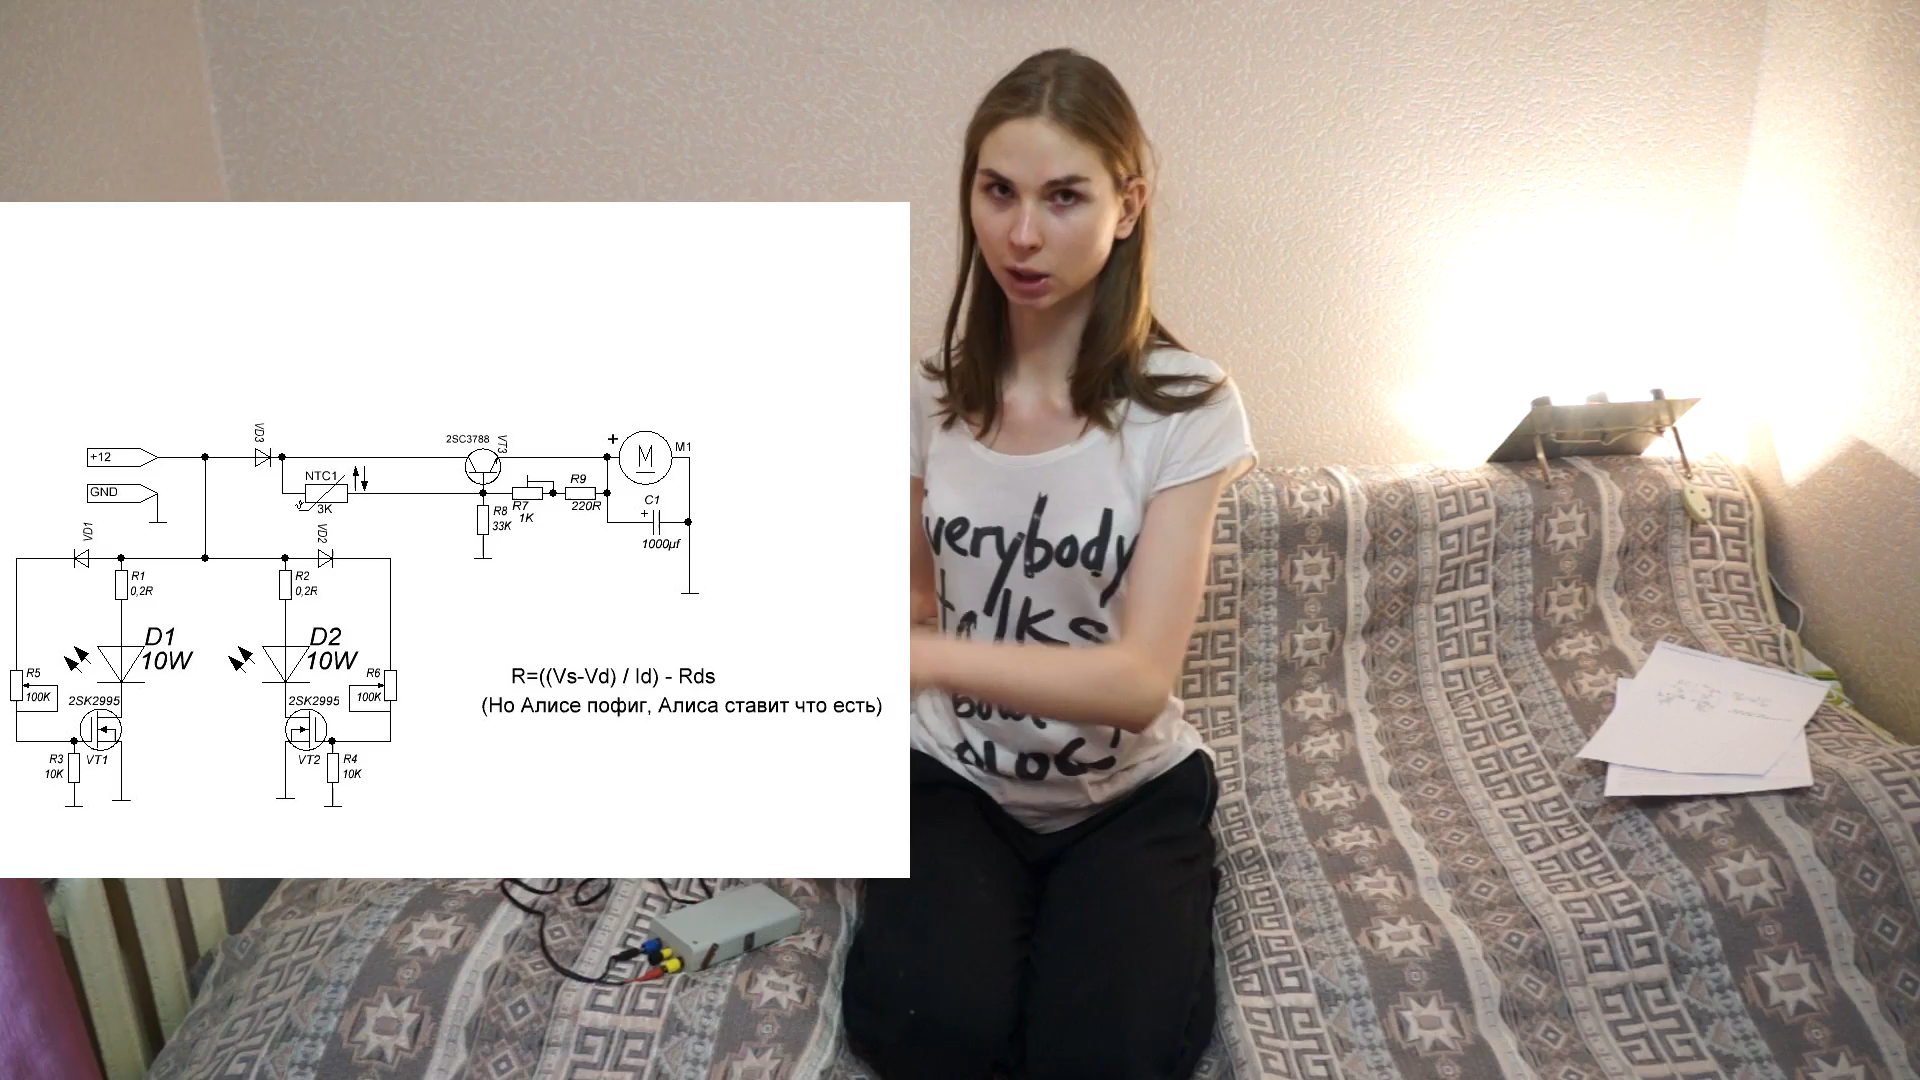 VD3
2SC3788
VT3
+
M
M1
+12
NTC1
3K
GND
R7
1K
R9
220R
R8
33K
C1
+
1000µf
VD1
VD2
R1
0,2R
R2
0,2R
D1
10W
D2
10W
R5
100K
R6
100K
2SK2995
2SK2995
R3
10K
VT1
VT2
R4
10K
R=((Vs-Vd) / Id) - Rds
(Но Алисе пофиг, Алиса ставит что есть)
everybody
talks
about